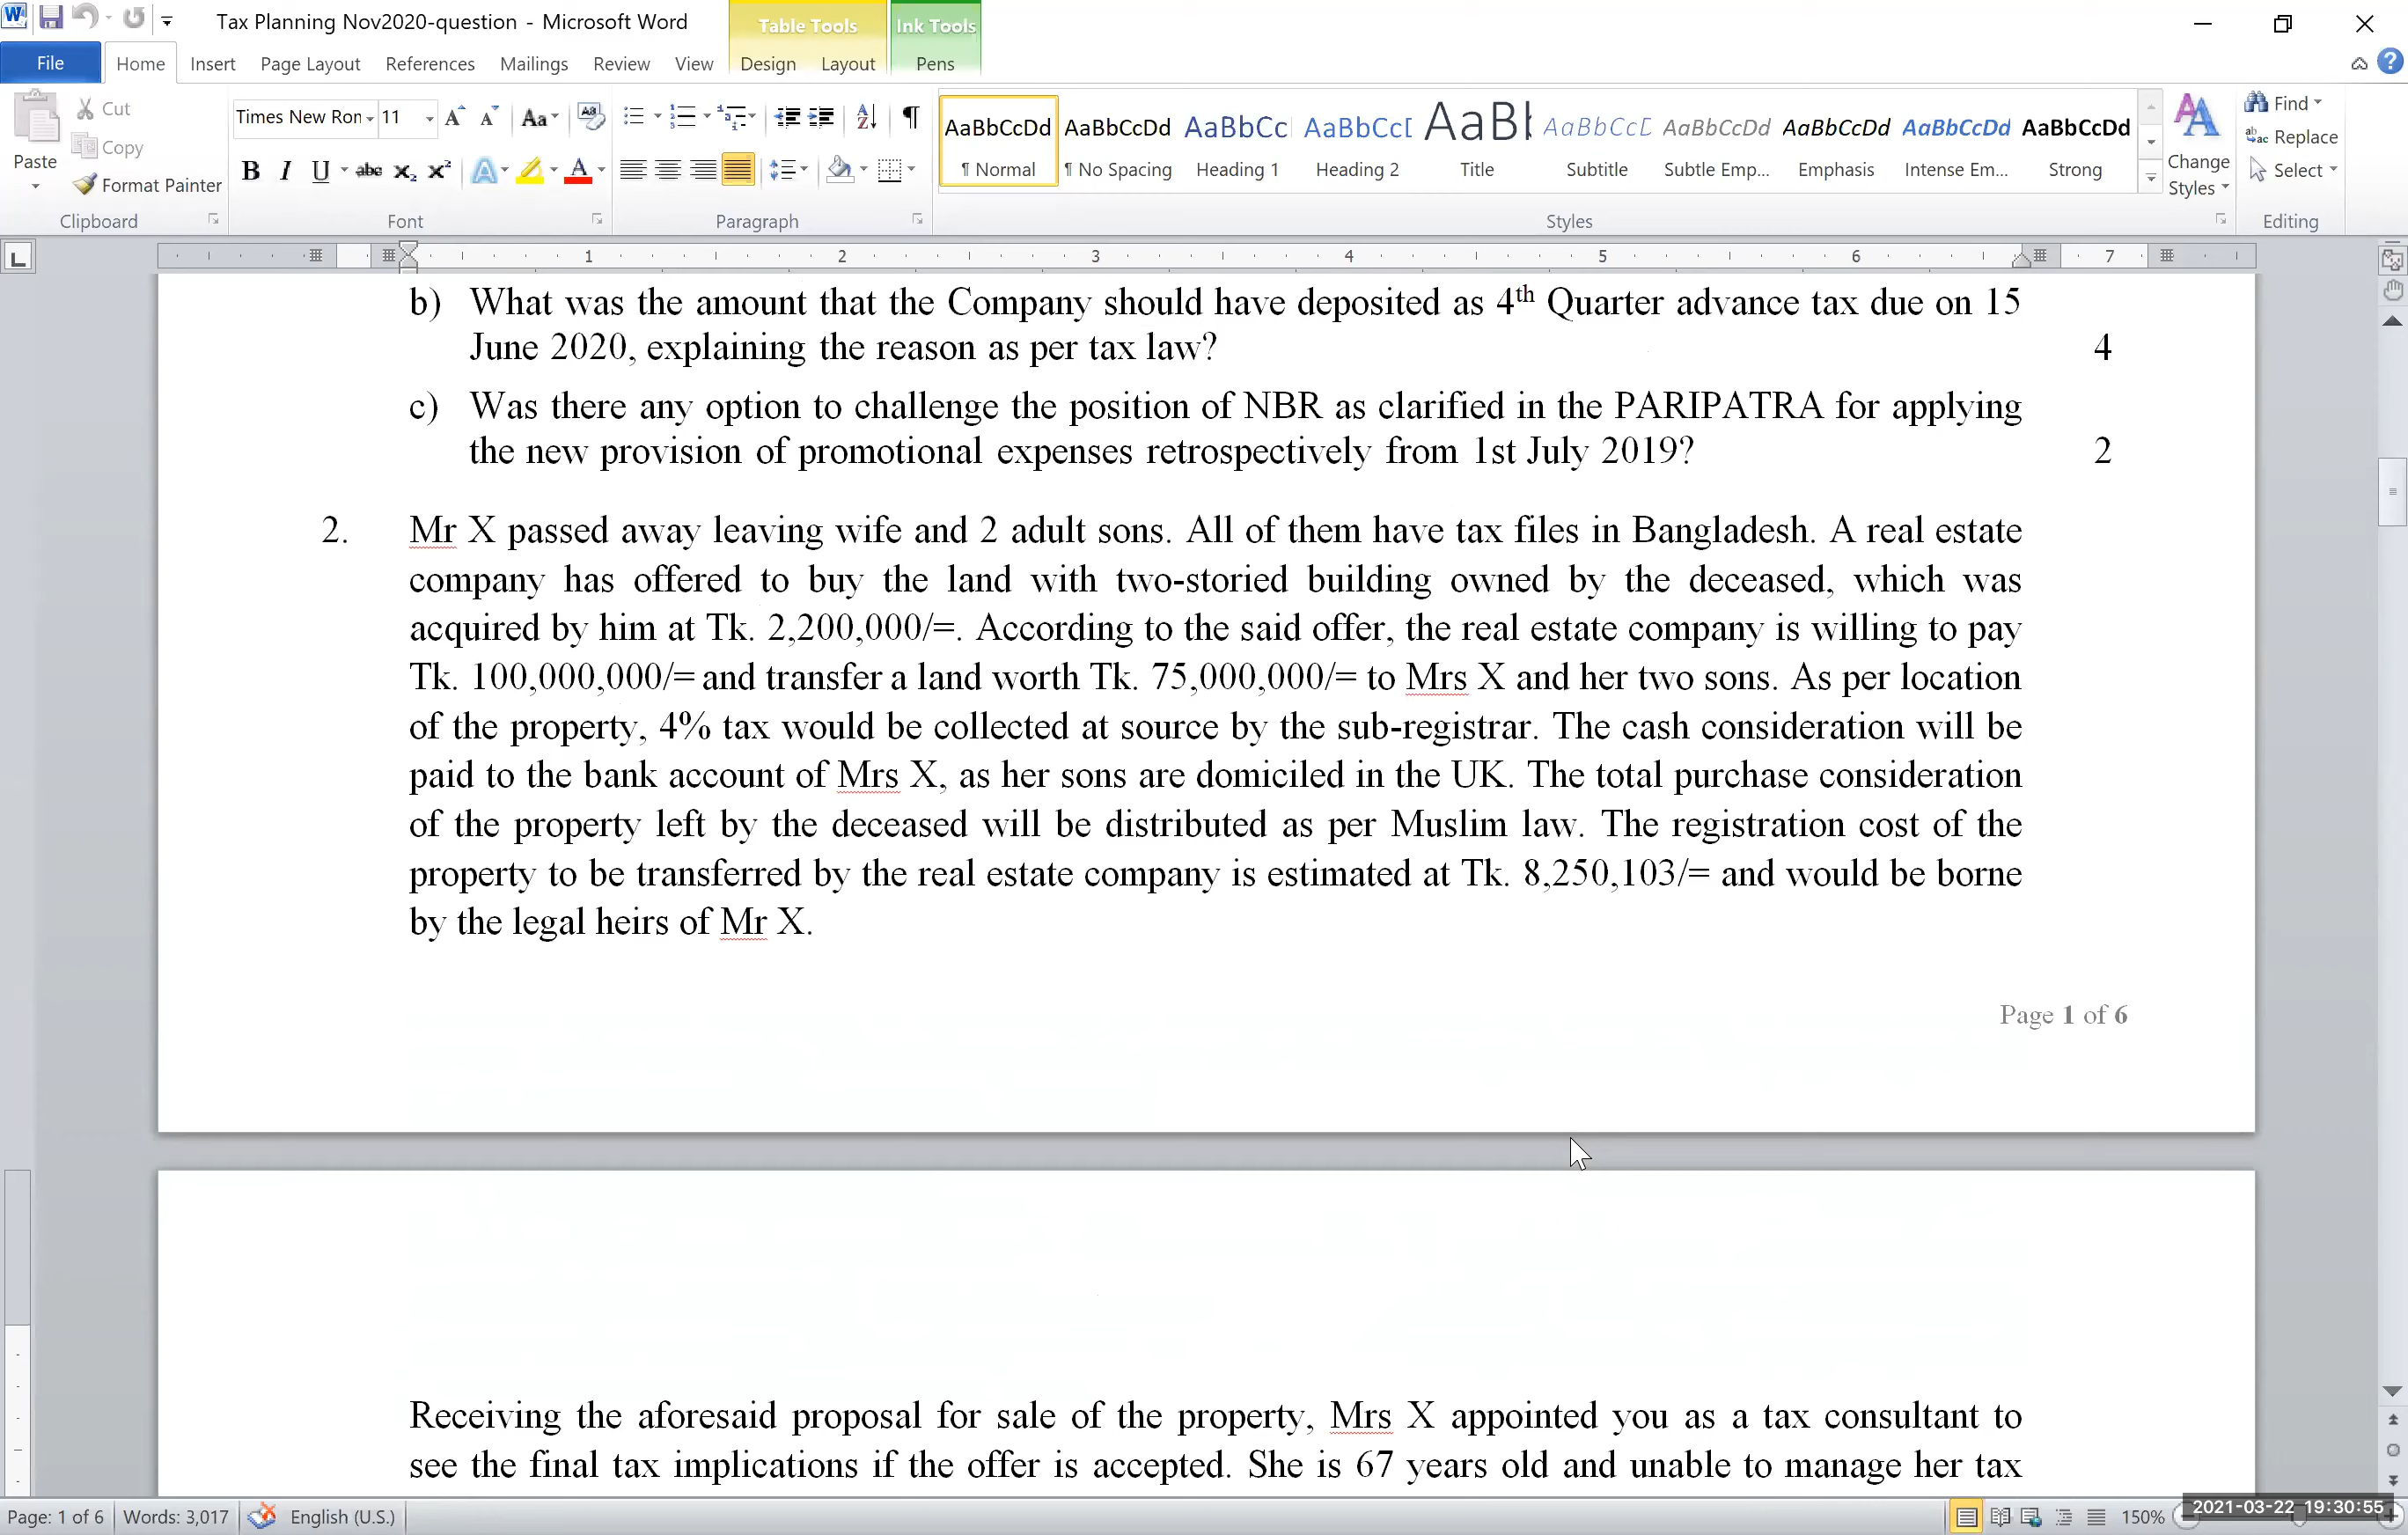 Tax Planning Nov2020-question - Microsoft Word
Table Tools
Ink Tools
File Home Insert Page Layout References Mailings Review View Design Layout Pens
Paste
Cut
Copy
Format Painter
Clipboard
Times New Ron 11
Font
Paragraph
AaBbCcDd AaBbCcDd AaBbCc AaBbCc AaB AaBbCcD AaBbCcDd AaBbCcDd AaBbCcDd AaBbCcDd
¶ Normal ¶ No Spacing Heading 1 Heading 2 Title Subtitle Subtle Emp... Emphasis Intense Em... Strong
Styles
Change
Styles
Find
Replace
Select
Editing
1 2 3 4 5 6 7
b) What was the amount that the Company should have deposited as 4th Quarter advance tax due on 15
June 2020, explaining the reason as per tax law? 4
c) Was there any option to challenge the position of NBR as clarified in the PARIPATRA for applying
the new provision of promotional expenses retrospectively from 1st July 2019? 2
2. Mr X passed away leaving wife and 2 adult sons. All of them have tax files in Bangladesh. A real estate
company has offered to buy the land with two-storied building owned by the deceased, which was
acquired by him at Tk. 2,200,000/=. According to the said offer, the real estate company is willing to pay
Tk. 100,000,000/= and transfer a land worth Tk. 75,000,000/= to Mrs X and her two sons. As per location
of the property, 4% tax would be collected at source by the sub-registrar. The cash consideration will be
paid to the bank account of Mrs X, as her sons are domiciled in the UK. The total purchase consideration
of the property left by the deceased will be distributed as per Muslim law. The registration cost of the
property to be transferred by the real estate company is estimated at Tk. 8,250,103/= and would be borne
by the legal heirs of Mr X.
Page 1 of 6
Receiving the aforesaid proposal for sale of the property, Mrs X appointed you as a tax consultant to
see the final tax implications if the offer is accepted. She is 67 years old and unable to manage her tax
Page: 1 of 6 Words: 3,017 English (U.S.) 150% 2021-03-22 19:30:55